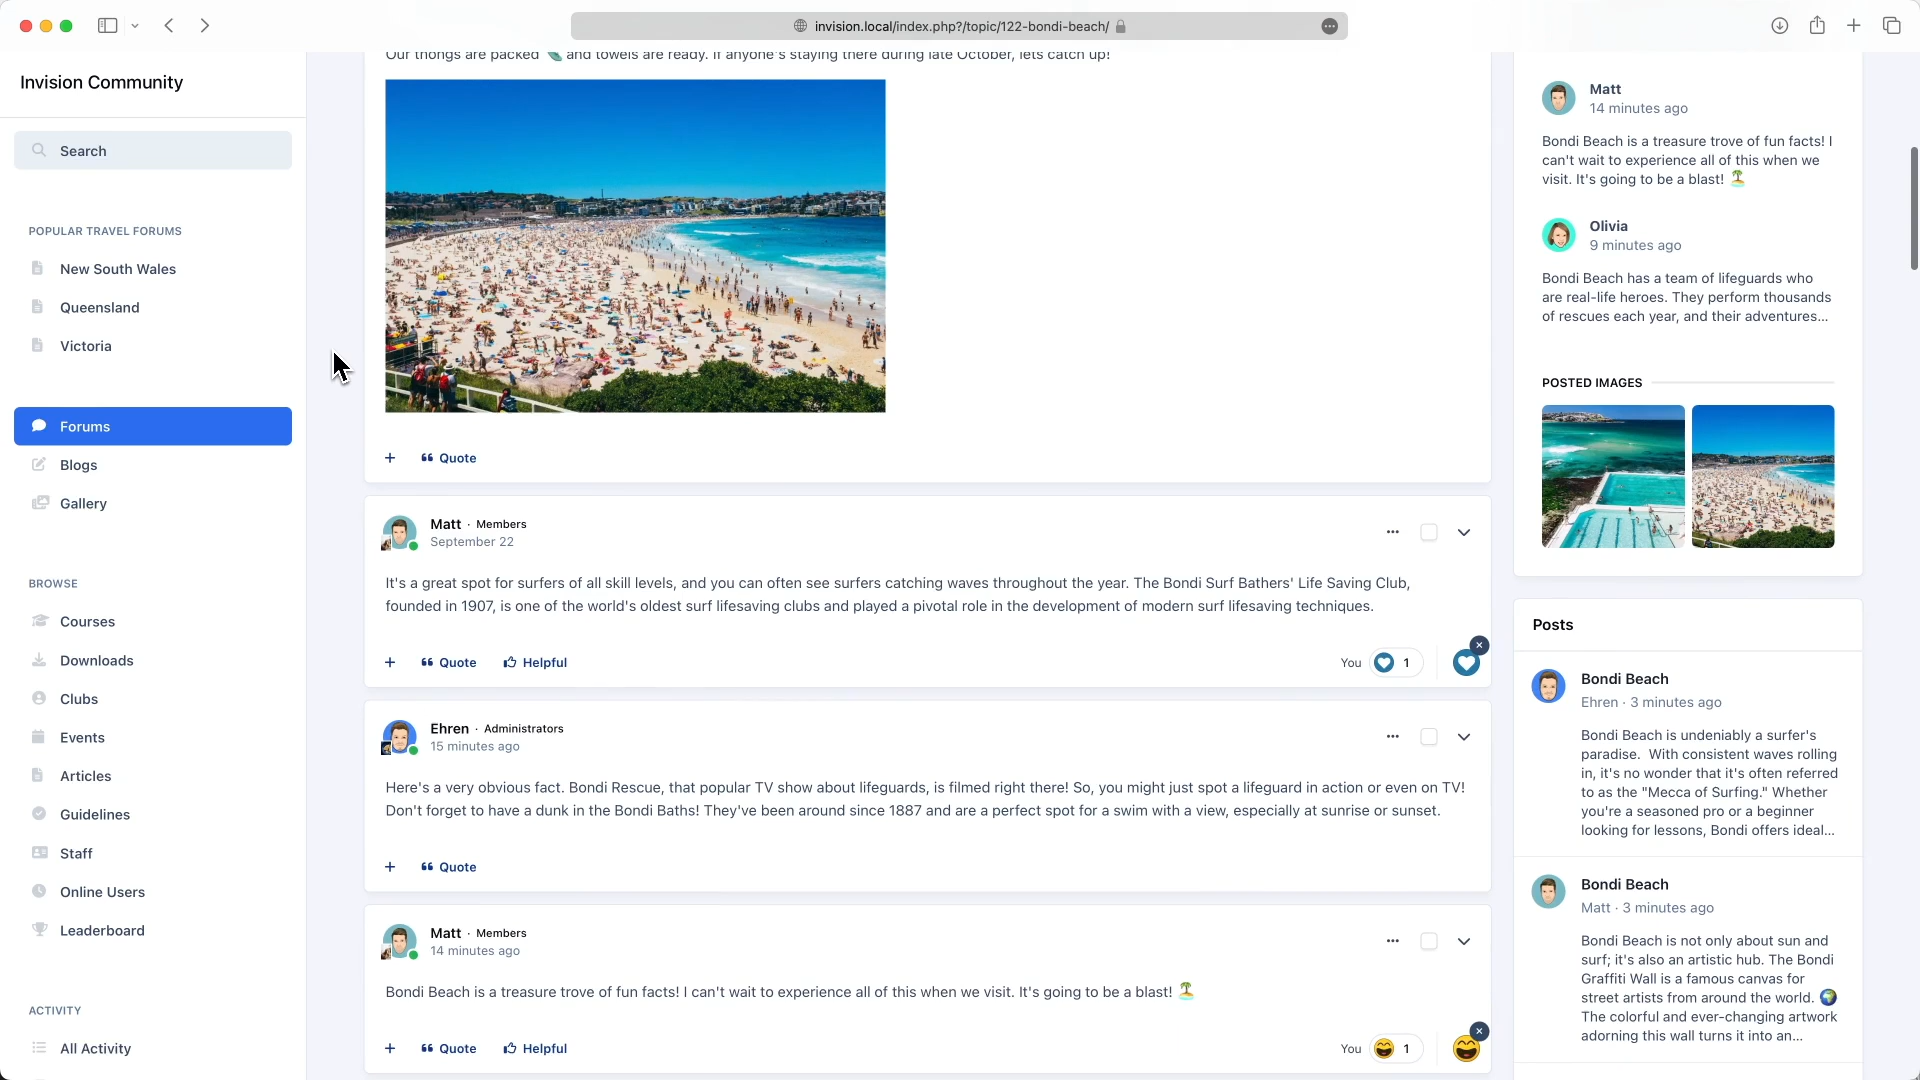 invision.local/index.php?/topic/122-bondi-beach/
Invision Community
Search
POPULAR TRAVEL FORUMS
New South Wales
Queensland
Victoria
Forums
Blogs
Gallery
BROWSE
Courses
Downloads
Clubs
Events
Articles
Guidelines
Staff
Online Users
Leaderboard
ACTIVITY
All Activity
Our thongs are packed 🩴 and towels are ready. If anyone's staying there during late October, lets catch up!
+ Quote
Matt · Members
September 22
It's a great spot for surfers of all skill levels, and you can often see surfers catching waves throughout the year. The Bondi Surf Bathers' Life Saving Club,
founded in 1907, is one of the world's oldest surf lifesaving clubs and played a pivotal role in the development of modern surf lifesaving techniques.
+ Quote Helpful
You 1
Ehren · Administrators
15 minutes ago
Here's a very obvious fact. Bondi Rescue, that popular TV show about lifeguards, is filmed right there! So, you might just spot a lifeguard in action or even on TV!
Don't forget to have a dunk in the Bondi Baths! They've been around since 1887 and are a perfect spot for a swim with a view, especially at sunrise or sunset.
+ Quote
Matt · Members
14 minutes ago
Bondi Beach is a treasure trove of fun facts! I can't wait to experience all of this when we visit. It's going to be a blast! 🏝️
+ Quote Helpful
You 1
Matt
14 minutes ago
Bondi Beach is a treasure trove of fun facts! I
can't wait to experience all of this when we
visit. It's going to be a blast! 🏝️
Olivia
9 minutes ago
Bondi Beach has a team of lifeguards who
are real-life heroes. They perform thousands
of rescues each year, and their adventures...
POSTED IMAGES
Posts
Bondi Beach
Ehren · 3 minutes ago
Bondi Beach is undeniably a surfer's
paradise. With consistent waves rolling
in, it's no wonder that it's often referred
to as the "Mecca of Surfing." Whether
you're a seasoned pro or a beginner
looking for lessons, Bondi offers ideal...
Bondi Beach
Matt · 3 minutes ago
Bondi Beach is not only about sun and
surf; it's also an artistic hub. The Bondi
Graffiti Wall is a famous canvas for
street artists from around the world. 🌍
The colorful and ever-changing artwork
adorning this wall turns it into an...